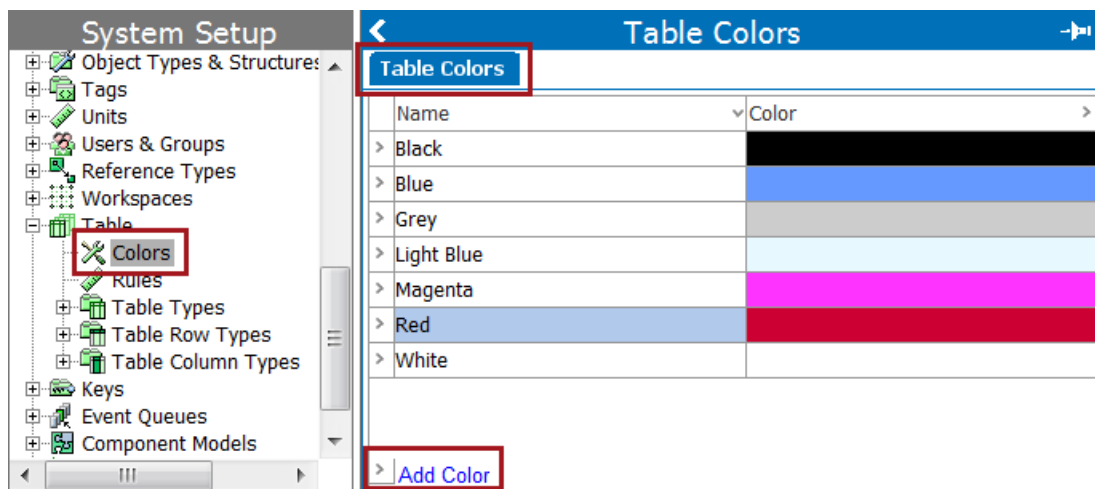 System Setup
Object Types & Structures
Tags
Units
Users & Groups
Reference Types
Workspaces
Table
Colors
Rules
Table Types
Table Row Types
Table Column Types
Keys
Event Queues
Component Models
Table Colors
Table Colors
Name Color
Black
Blue
Grey
Light Blue
Magenta
Red
White
Add Color